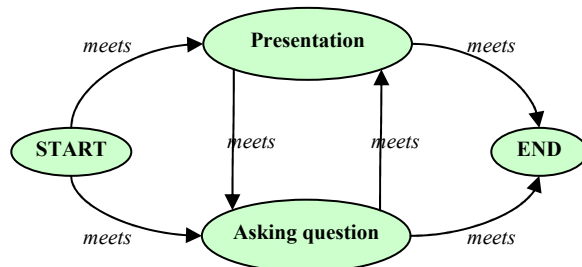 Presentation
meets
meets
START
meets
meets
END
meets
Asking question
meets